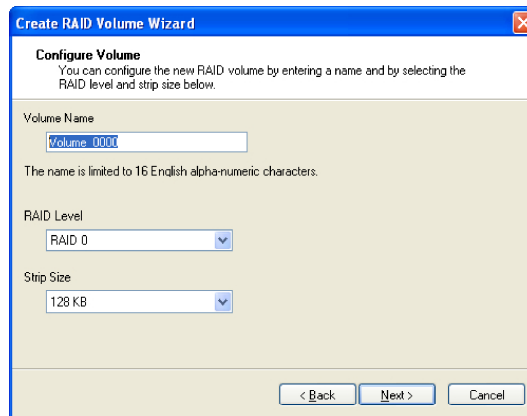 Create RAID Volume Wizard
Configure Volume
You can configure the new RAID volume by entering a name and by selecting the
RAID level and strip size below.
Volume Name
Volume_0000
The name is limited to 16 English alpha-numeric characters.
RAID Level
RAID 0
Strip Size
128 KB
< Back
Next >
Cancel